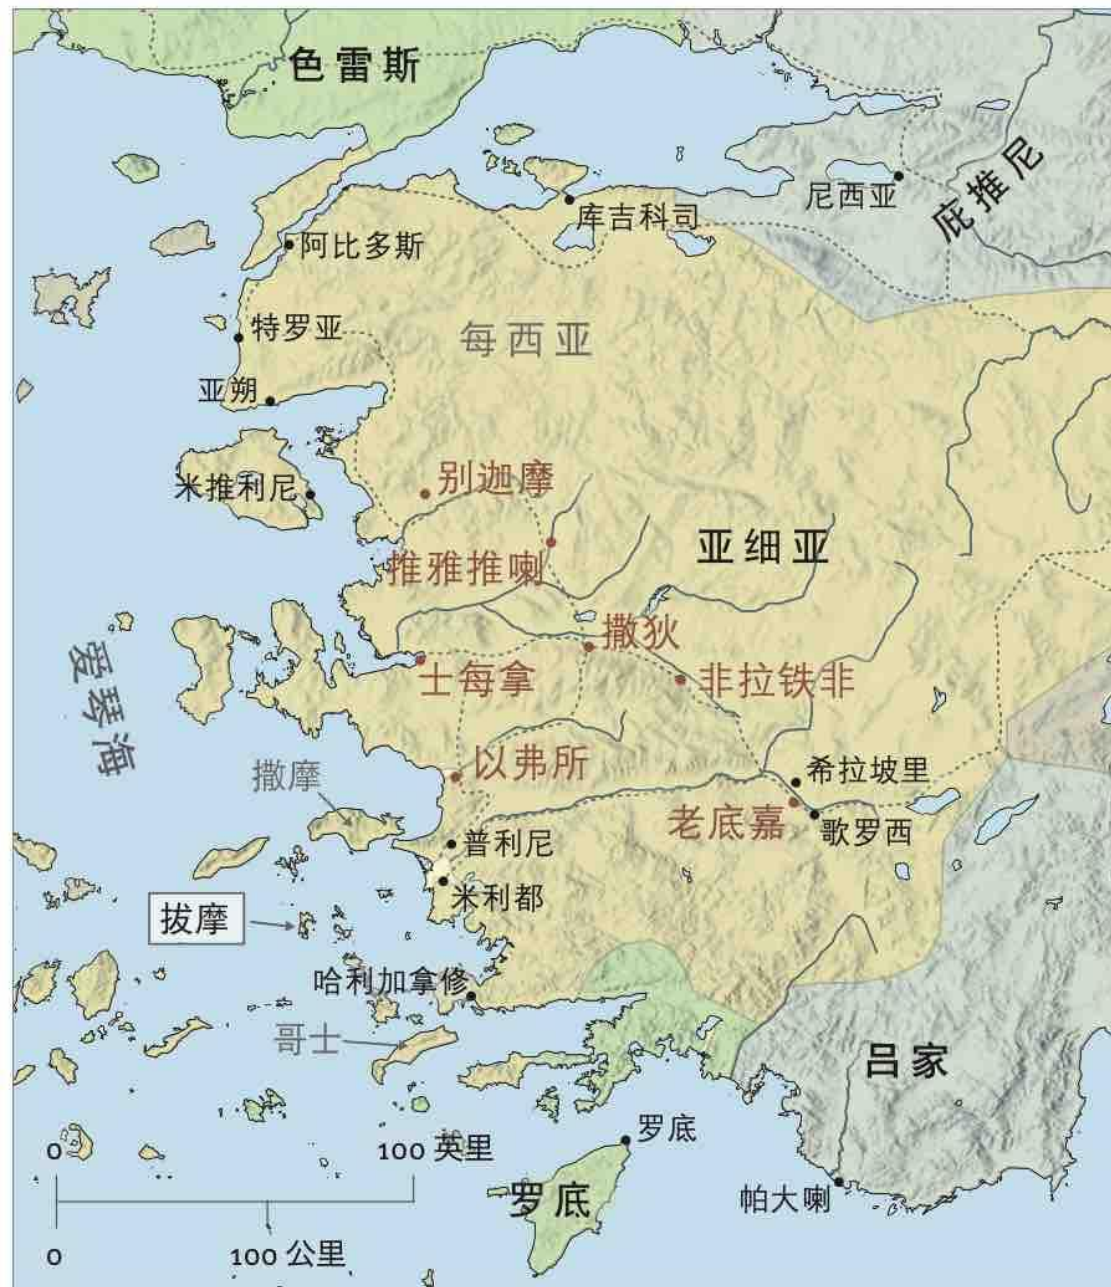 色雷斯
尼西亚
庇推尼
库吉科司
阿比多斯
特罗亚
每西亚
亚朔
别迦摩
米推利尼
亚细亚
推雅推喇
撒狄
士每拿
非拉铁非
爱琴海
以弗所
撒摩
希拉坡里
老底嘉
歌罗西
普利尼
米利都
拔摩
哈利加拿修
哥士
吕家
罗底
0 100 英里
罗底
帕大喇
0 100 公里